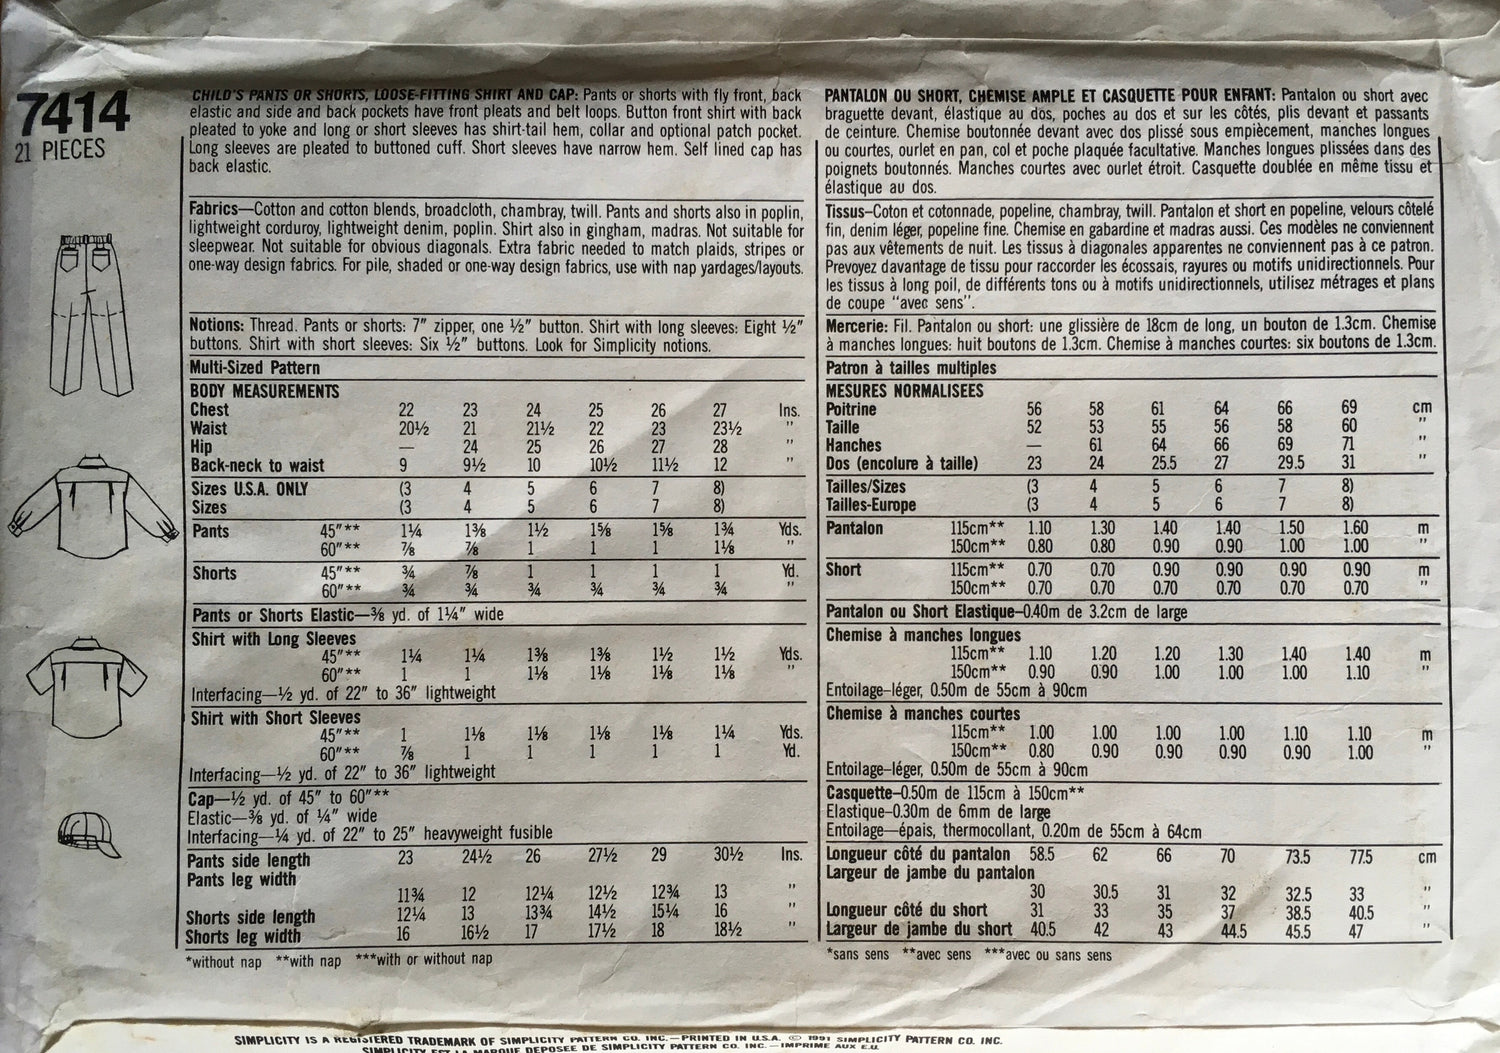 7414
21 PIECES
CHILD'S PANTS OR SHORTS, LOOSE-FITTING SHIRT AND CAP: Pants or shorts with fly front, back
elastic and side and back pockets have front pleats and belt loops. Button front shirt with back
pleated to yoke and long or short sleeves has shirt-tail hem, collar and optional patch pocket.
Long sleeves are pleated to buttoned cuff. Short sleeves have narrow hem. Self lined cap has
back elastic.
Fabrics—Cotton and cotton blends, broadcloth, chambray, twill. Pants and shorts also in poplin,
lightweight corduroy, lightweight denim, poplin. Shirt also in gingham, madras. Not suitable for
sleepwear. Not suitable for obvious diagonals. Extra fabric needed to match plaids, stripes or
one-way design fabrics. For pile, shaded or one-way design fabrics, use with nap yardages/layouts.
Notions: Thread. Pants or shorts: 7" zipper, one ½" button. Shirt with long sleeves: Eight ½"
buttons. Shirt with short sleeves: Six ½" buttons. Look for Simplicity notions.
Multi-Sized Pattern
BODY MEASUREMENTS
Chest 22 23 24 25 26 27 Ins.
Waist 20½ 21 21½ 22 23 23½ "
Hip — 24 25 26 27 28 "
Back-neck to waist 9 9½ 10 10½ 11½ 12 "
Sizes U.S.A. ONLY (3 4 5 6 7 8)
Sizes (3 4 5 6 7 8)
Pants 45"** 1¼ 1⅜ 1½ 1⅝ 1⅝ 1¾ Yds.
60"** ⅞ ⅞ 1 1 1 1⅛ "
Shorts 45"** ¾ ⅞ 1 1 1 1 Yd.
60"** ¾ ¾ ¾ ¾ ¾ ¾ "
Pants or Shorts Elastic—⅜ yd. of 1¼" wide
Shirt with Long Sleeves
45"** 1¼ 1¼ 1⅜ 1⅜ 1½ 1½ Yds.
60"** 1 1 1⅛ 1⅛ 1⅛ 1⅛ "
Interfacing—½ yd. of 22" to 36" lightweight
Shirt with Short Sleeves
45"** 1 1⅛ 1⅛ 1⅛ 1⅛ 1¼ Yds.
60"** ⅞ 1 1 1 1 1 Yd.
Interfacing—½ yd. of 22" to 36" lightweight
Cap—½ yd. of 45" to 60"**
Elastic—⅜ yd. of ¼" wide
Interfacing—¼ yd. of 22" to 25" heavyweight fusible
Pants side length 23 24½ 26 27½ 29 30½ Ins.
Pants leg width
11¾ 12 12¼ 12½ 12¾ 13 "
Shorts side length 12¼ 13 13¾ 14½ 15¼ 16 "
Shorts leg width 16 16½ 17 17½ 18 18½ "
*without nap **with nap ***with or without nap
PANTALON OU SHORT, CHEMISE AMPLE ET CASQUETTE POUR ENFANT: Pantalon ou short avec
braguette devant, élastique au dos, poches au dos et sur les côtés, plis devant et passants
de ceinture. Chemise boutonnée devant avec dos plissé sous empiècement, manches longues
ou courtes, ourlet en pan, col et poche plaquée facultative. Manches longues plissées dans des
poignets boutonnés. Manches courtes avec ourlet étroit. Casquette doublée en même tissu et
élastique au dos.
Tissus—Coton et cotonnade, popeline, chambray, twill. Pantalon et short en popeline, velours côtelé
fin, denim léger, popeline fine. Chemise en gabardine et madras aussi. Ces modèles ne conviennent
pas aux vêtements de nuit. Les tissus à diagonales apparentes ne conviennent pas à ce patron.
Prevoyez davantage de tissu pour raccorder les écossais, rayures ou motifs unidirectionnels. Pour
les tissus à long poil, de différents tons ou à motifs unidirectionnels, utilisez métrages et plans
de coupe "avec sens".
Mercerie: Fil. Pantalon ou short: une glissière de 18cm de long, un bouton de 1.3cm. Chemise
à manches longues: huit boutons de 1.3cm. Chemise à manches courtes: six boutons de 1.3cm.
Patron à tailles multiples
MESURES NORMALISEES
Poitrine 56 58 61 64 66 69 cm
Taille 52 53 55 56 58 60 "
Hanches — 61 64 66 69 71 "
Dos (encolure à taille) 23 24 25.5 27 29.5 31 "
Tailles/Sizes (3 4 5 6 7 8)
Tailles-Europe (3 4 5 6 7 8)
Pantalon 115cm** 1.10 1.30 1.40 1.40 1.50 1.60 m
150cm** 0.80 0.80 0.90 0.90 1.00 1.00 "
Short 115cm** 0.70 0.70 0.90 0.90 0.90 0.90 m
150cm** 0.70 0.70 0.70 0.70 0.70 0.70 "
Pantalon ou Short Elastique—0.40m de 3.2cm de large
Chemise à manches longues
115cm** 1.10 1.20 1.20 1.30 1.40 1.40 m
150cm** 0.90 0.90 1.00 1.00 1.00 1.10 "
Entoilage—léger, 0.50m de 55cm à 90cm
Chemise à manches courtes
115cm** 1.00 1.00 1.00 1.00 1.10 1.10 m
150cm** 0.80 0.90 0.90 0.90 0.90 1.00 "
Entoilage—léger, 0.50m de 55cm à 90cm
Casquette—0.50m de 115cm à 150cm**
Elastique—0.30m de 6mm de large
Entoilage—épais, thermocollant, 0.20m de 55cm à 64cm
Longueur côté du pantalon 58.5 62 66 70 73.5 77.5 cm
Largeur de jambe du pantalon
30 30.5 31 32 32.5 33 "
Longueur côté du short 31 33 35 37 38.5 40.5 "
Largeur de jambe du short 40.5 42 43 44.5 45.5 47 "
*sans sens **avec sens ***avec ou sans sens
SIMPLICITY IS A REGISTERED TRADEMARK OF SIMPLICITY PATTERN CO. INC.—PRINTED IN U.S.A. © 1991 SIMPLICITY PATTERN CO. INC.
SIMPLICITY EST LA MARQUE DEPOSEE DE SIMPLICITY PATTERN CO. INC.—IMPRIME AUX E.U.